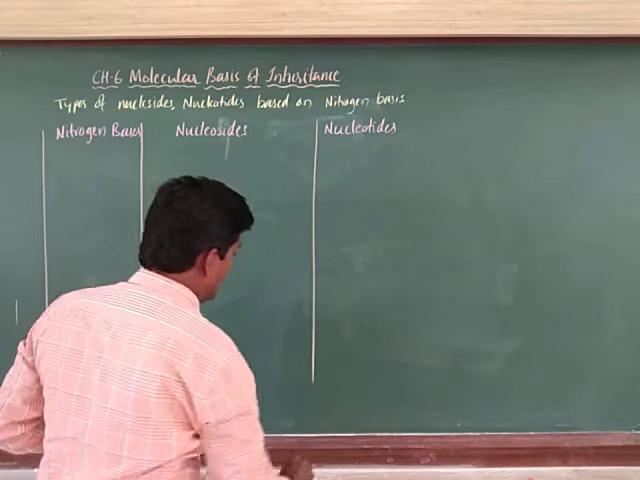 CH-6 Molecular Basis of Inheritance
Types of nucleosides, Nucleotides based on Nitrogen basis
Nitrogen Bases Nucleosides Nucleotides